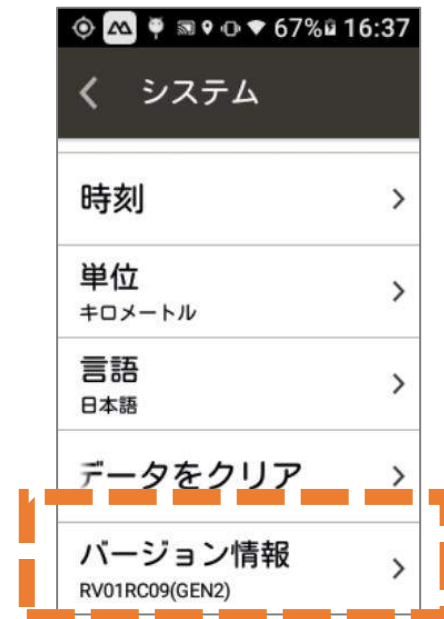 67% 16:37
システム
時刻
単位
キロメートル
言語
日本語
データをクリア
バージョン情報
RV01RC09(GEN2)